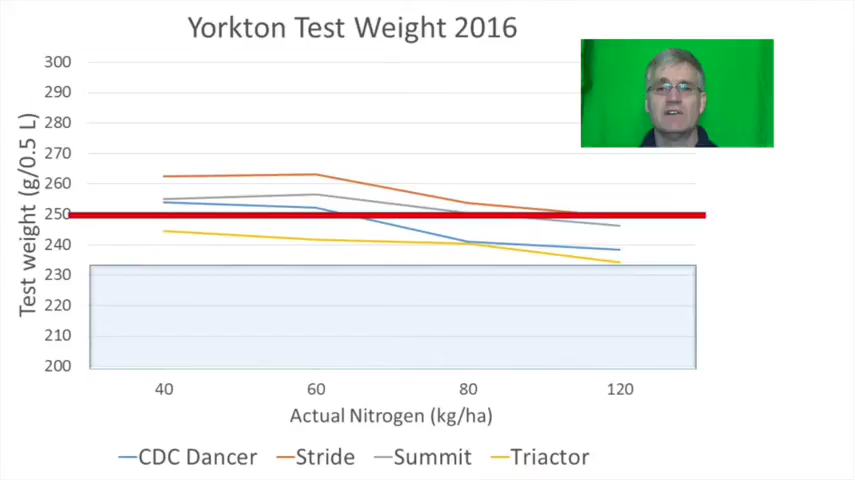 Yorkton Test Weight 2016
300
290
280
270
260
250
240
230
220
210
200
Test weight (g/0.5 L)
40 60 80 120
Actual Nitrogen (kg/ha)
CDC Dancer Stride Summit Triactor